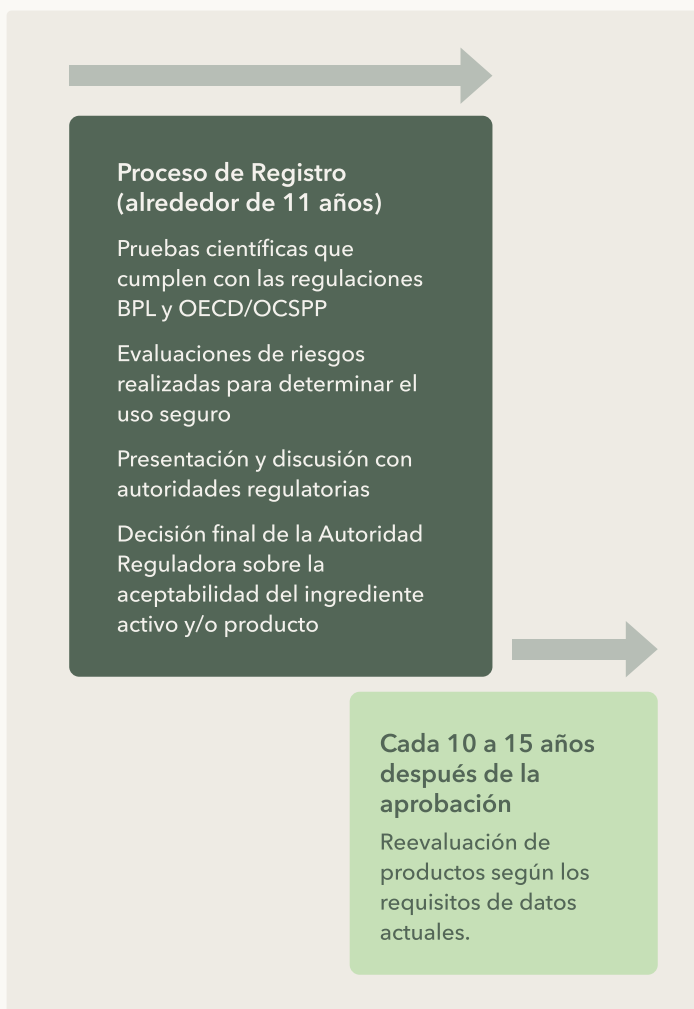 Proceso de Registro
(alrededor de 11 años)
Pruebas científicas que
cumplen con las regulaciones
BPL y OECD/OCSPP
Evaluaciones de riesgos
realizadas para determinar el
uso seguro
Presentación y discusión con
autoridades regulatorias
Decisión final de la Autoridad
Reguladora sobre la
aceptabilidad del ingrediente
activo y/o producto
Cada 10 a 15 años
después de la
aprobación
Reevaluación de
productos según los
requisitos de datos
actuales.